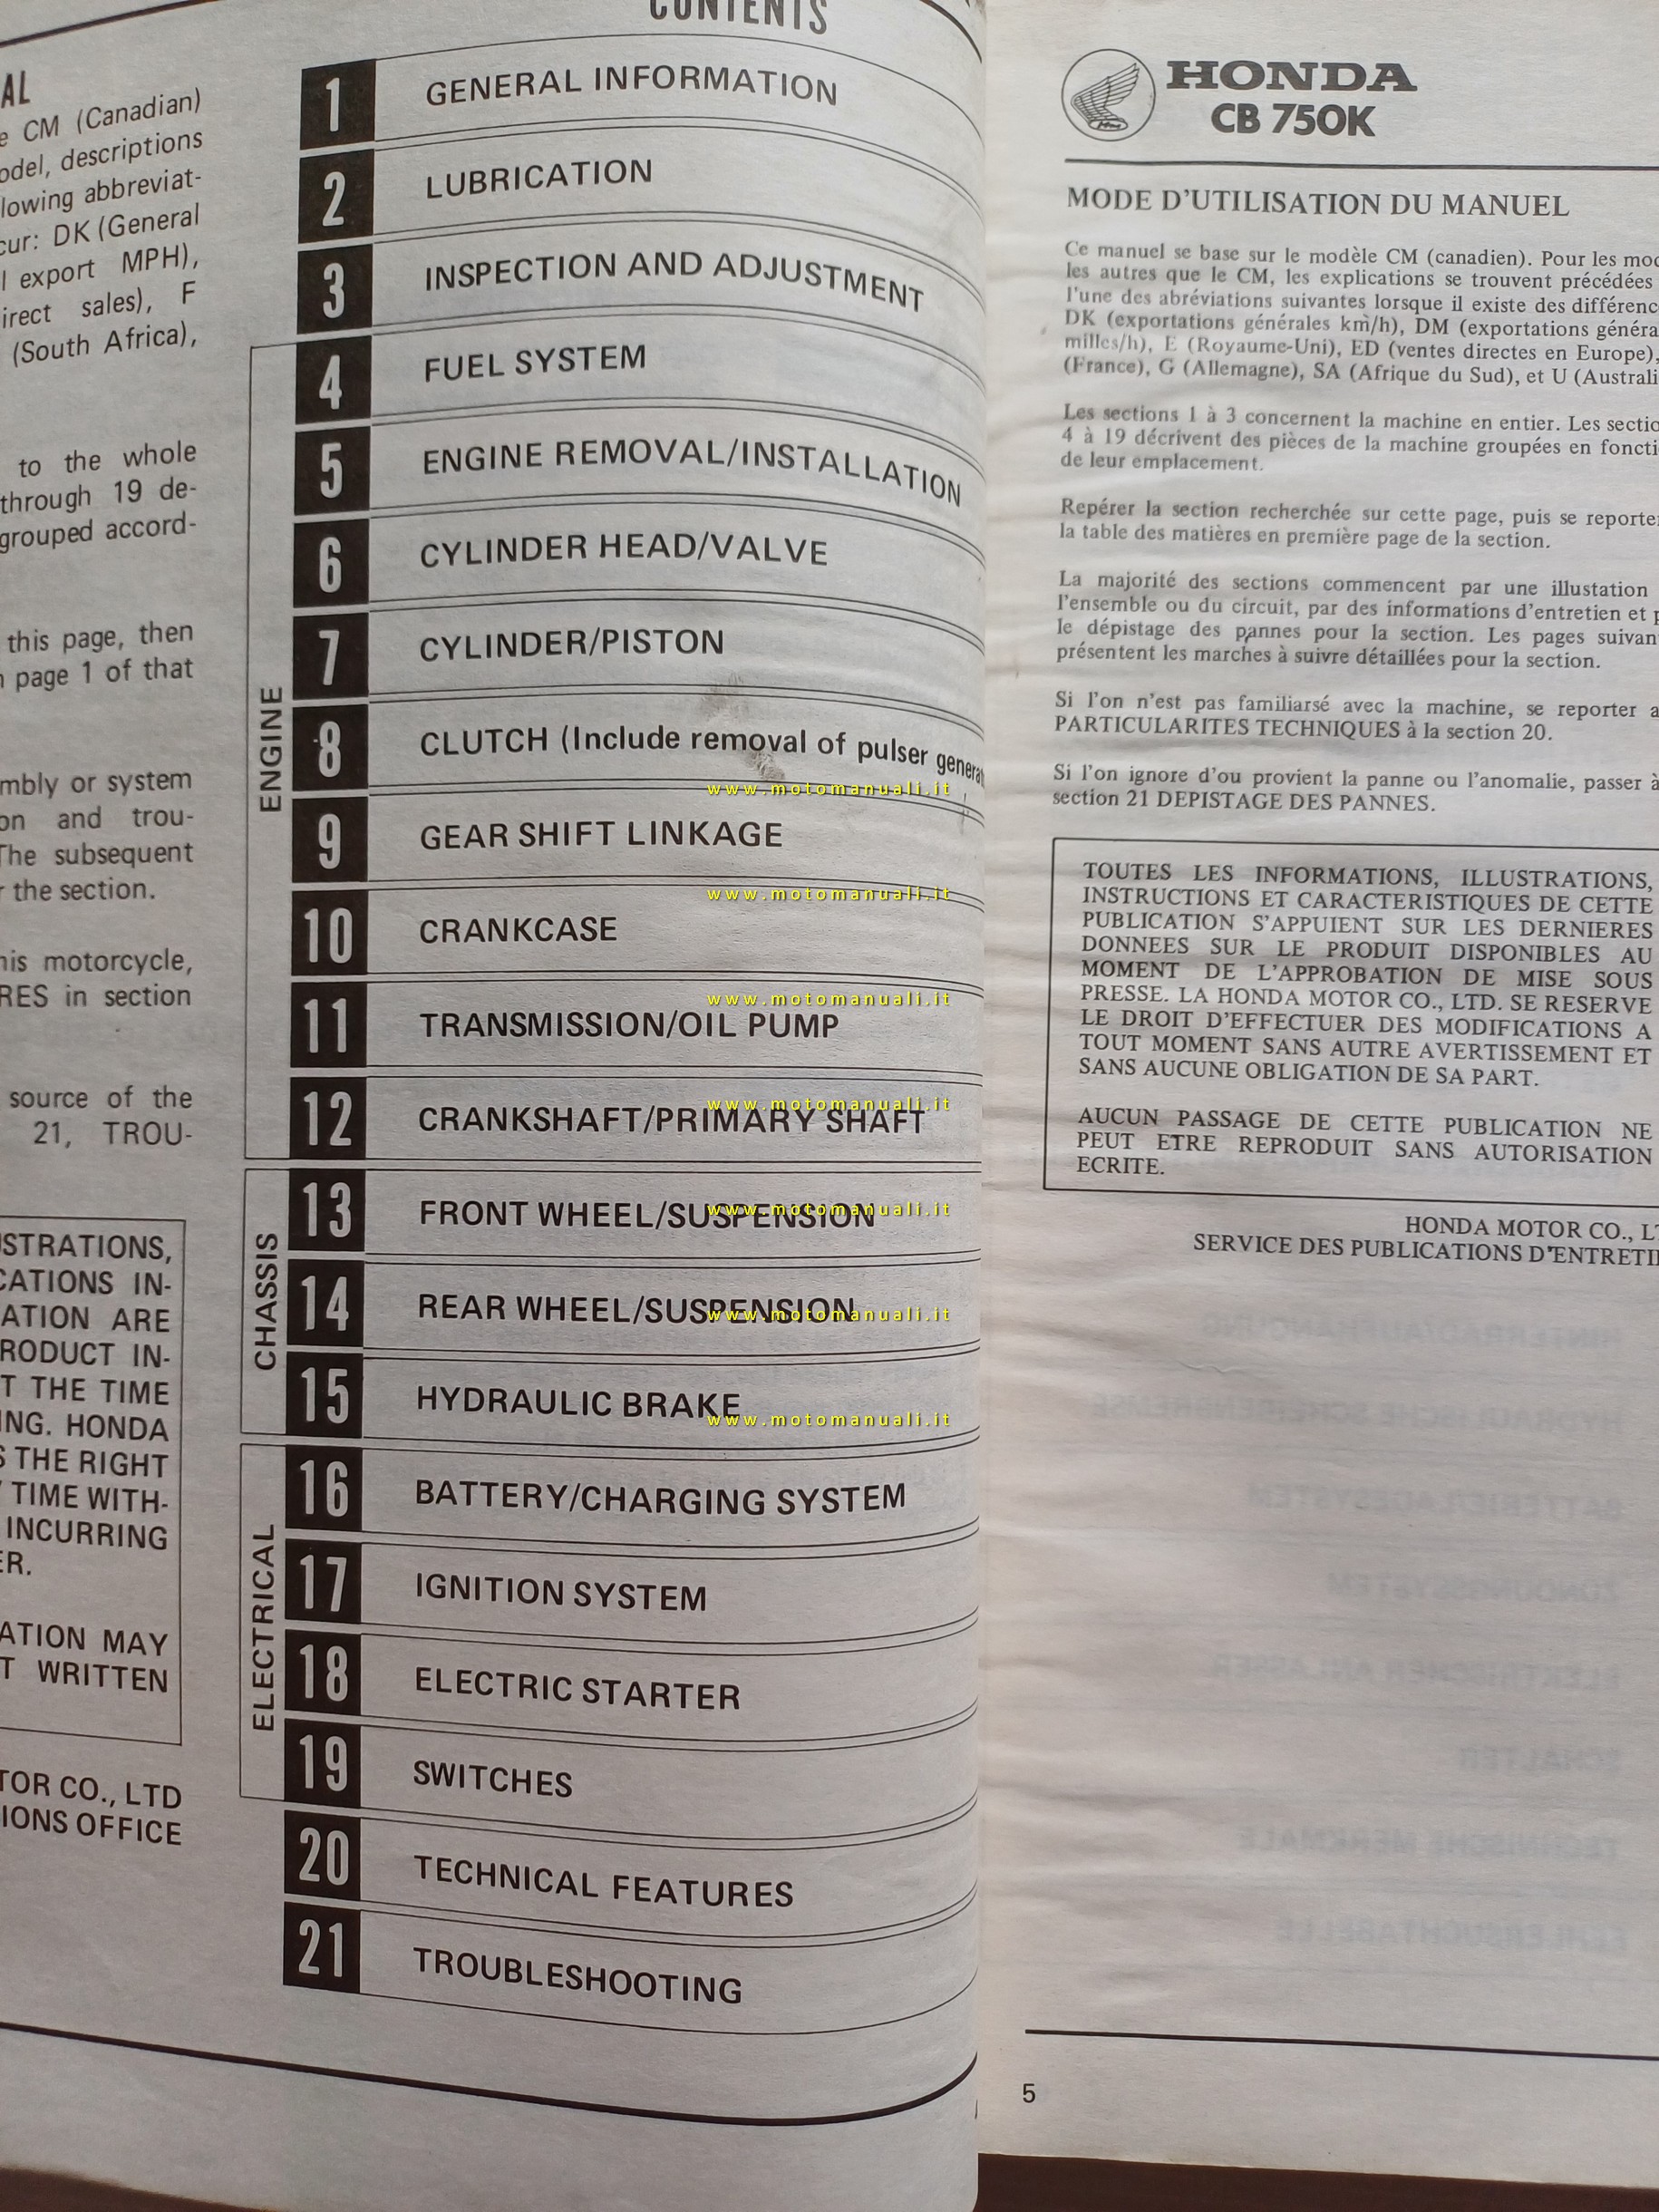 AL
CM (Canadian)
descriptions
lowing abbreviat-
cur: DK (General
export MPH),
sales), F
(South Africa),
to the whole
through 19 de-
grouped accord-
this page, then
page 1 of that
mbly or system
on and trou-
The subsequent
the section.
his motorcycle,
RES in section
source of the
21, TROU-
STRATIONS,
CATIONS IN-
ATION ARE
RODUCT IN-
T THE TIME
ING. HONDA
S THE RIGHT
TIME WITH-
INCURRING
ER.
ATION MAY
T WRITTEN
TOR CO., LTD
IONS OFFICE
CONTENTS
1 GENERAL INFORMATION
2 LUBRICATION
3 INSPECTION AND ADJUSTMENT
ENGINE
4 FUEL SYSTEM
5 ENGINE REMOVAL/INSTALLATION
6 CYLINDER HEAD/VALVE
7 CYLINDER/PISTON
8 CLUTCH (Include removal of pulser genera
www.motomanuali.it
9 GEAR SHIFT LINKAGE
www.motomanuali.it
10 CRANKCASE
www.motomanuali.it
11 TRANSMISSION/OIL PUMP
www.motomanuali.it
12 CRANKSHAFT/PRIMARY SHAFT
CHASSIS
13 FRONT WHEEL/SUSPENSION
www.motomanuali.it
14 REAR WHEEL/SUSPENSION
www.motomanuali.it
15 HYDRAULIC BRAKE
www.motomanuali.it
ELECTRICAL
16 BATTERY/CHARGING SYSTEM
17 IGNITION SYSTEM
18 ELECTRIC STARTER
19 SWITCHES
20 TECHNICAL FEATURES
21 TROUBLESHOOTING
HONDA
CB 750K
MODE D'UTILISATION DU MANUEL
Ce manuel se base sur le modèle CM (canadien). Pour les mod
les autres que le CM, les explications se trouvent précédées
l'une des abréviations suivantes lorsque il existe des différenc
DK (exportations générales km/h), DM (exportations généra
milles/h), E (Royaume-Uni), ED (ventes directes en Europe),
(France), G (Allemagne), SA (Afrique du Sud), et U (Australi
Les sections 1 à 3 concernent la machine en entier. Les sectio
4 à 19 décrivent des pièces de la machine groupées en foncti
de leur emplacement.
Repérer la section recherchée sur cette page, puis se reporter
la table des matières en première page de la section.
La majorité des sections commencent par une illustation
l'ensemble ou du circuit, par des informations d'entretien et p
le dépistage des pannes pour la section. Les pages suivan
présentent les marches à suivre détaillées pour la section.
Si l'on n'est pas familiarsé avec la machine, se reporter a
PARTICULARITES TECHNIQUES à la section 20.
Si l'on ignore d'ou provient la panne ou l'anomalie, passer à
section 21 DEPISTAGE DES PANNES.
TOUTES LES INFORMATIONS, ILLUSTRATIONS,
INSTRUCTIONS ET CARACTERISTIQUES DE CETTE
PUBLICATION S'APPUIENT SUR LES DERNIERES
DONNEES SUR LE PRODUIT DISPONIBLES AU
MOMENT DE L'APPROBATION DE MISE SOUS
PRESSE. LA HONDA MOTOR CO., LTD. SE RESERVE
LE DROIT D'EFFECTUER DES MODIFICATIONS A
TOUT MOMENT SANS AUTRE AVERTISSEMENT ET
SANS AUCUNE OBLIGATION DE SA PART.
AUCUN PASSAGE DE CETTE PUBLICATION NE
PEUT ETRE REPRODUIT SANS AUTORISATION
ECRITE.
HONDA MOTOR CO., LT
SERVICE DES PUBLICATIONS D'ENTRETI
5